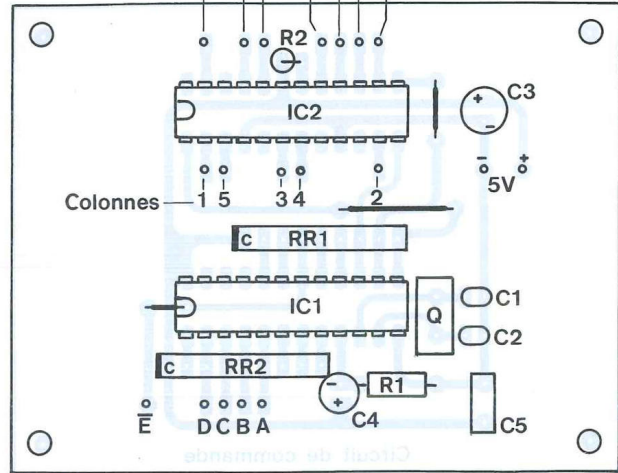 R2
IC2
C3
+
−
− +
5V
Colonnes 1 5 3 4 2
C RR1
IC1
Q
C1
C2
C RR2
−
+
C4
R1
C5
E̅ D C B A
Circuit de commande